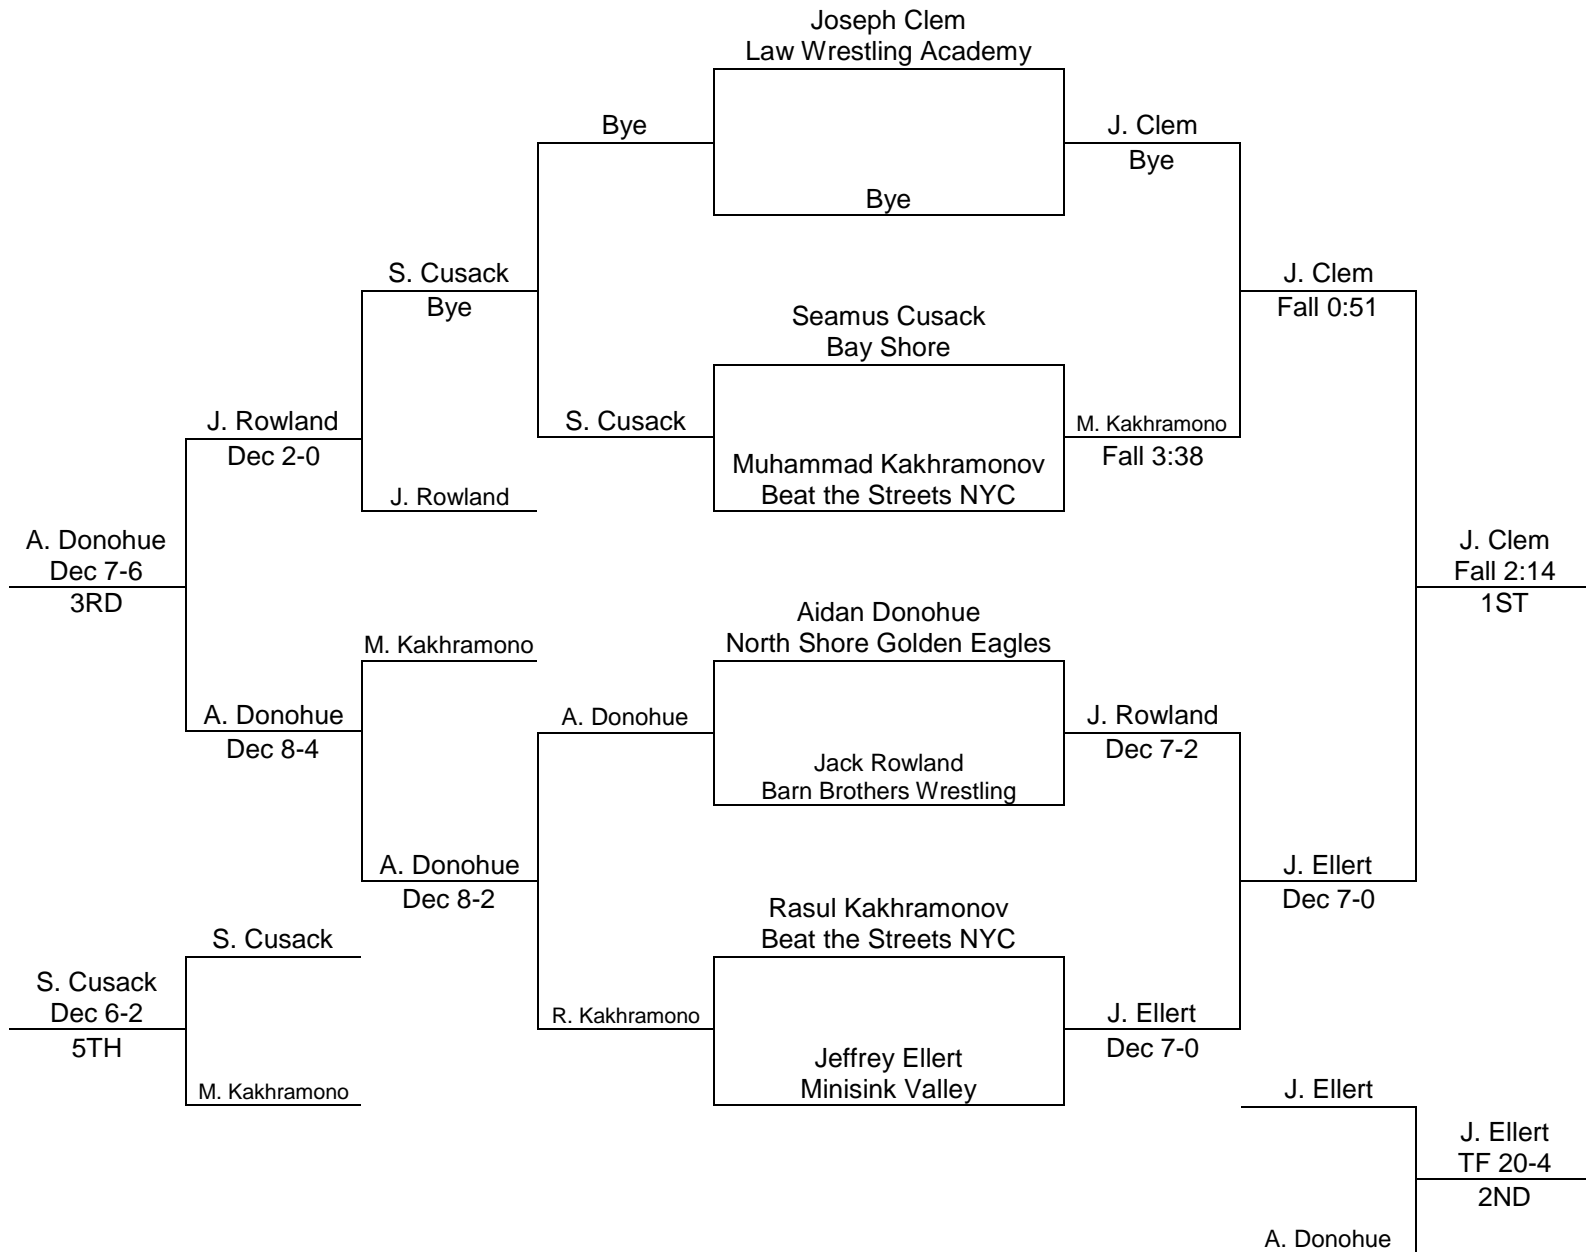 Joseph Clem
Law Wrestling Academy
Bye
J. Clem
Bye
Bye
S. Cusack
Bye
J. Clem
Fall 0:51
Seamus Cusack
Bay Shore
J. Rowland
Dec 2-0
S. Cusack
M. Kakhramono
Fall 3:38
Muhammad Kakhramonov
Beat the Streets NYC
J. Rowland
A. Donohue
Dec 7-6
3RD
J. Clem
Fall 2:14
1ST
Aidan Donohue
North Shore Golden Eagles
M. Kakhramono
A. Donohue
Dec 8-4
A. Donohue
J. Rowland
Dec 7-2
Jack Rowland
Barn Brothers Wrestling
A. Donohue
Dec 8-2
J. Ellert
Dec 7-0
Rasul Kakhramonov
Beat the Streets NYC
S. Cusack
S. Cusack
Dec 6-2
5TH
R. Kakhramono
J. Ellert
Dec 7-0
Jeffrey Ellert
Minisink Valley
M. Kakhramono
J. Ellert
J. Ellert
TF 20-4
2ND
A. Donohue